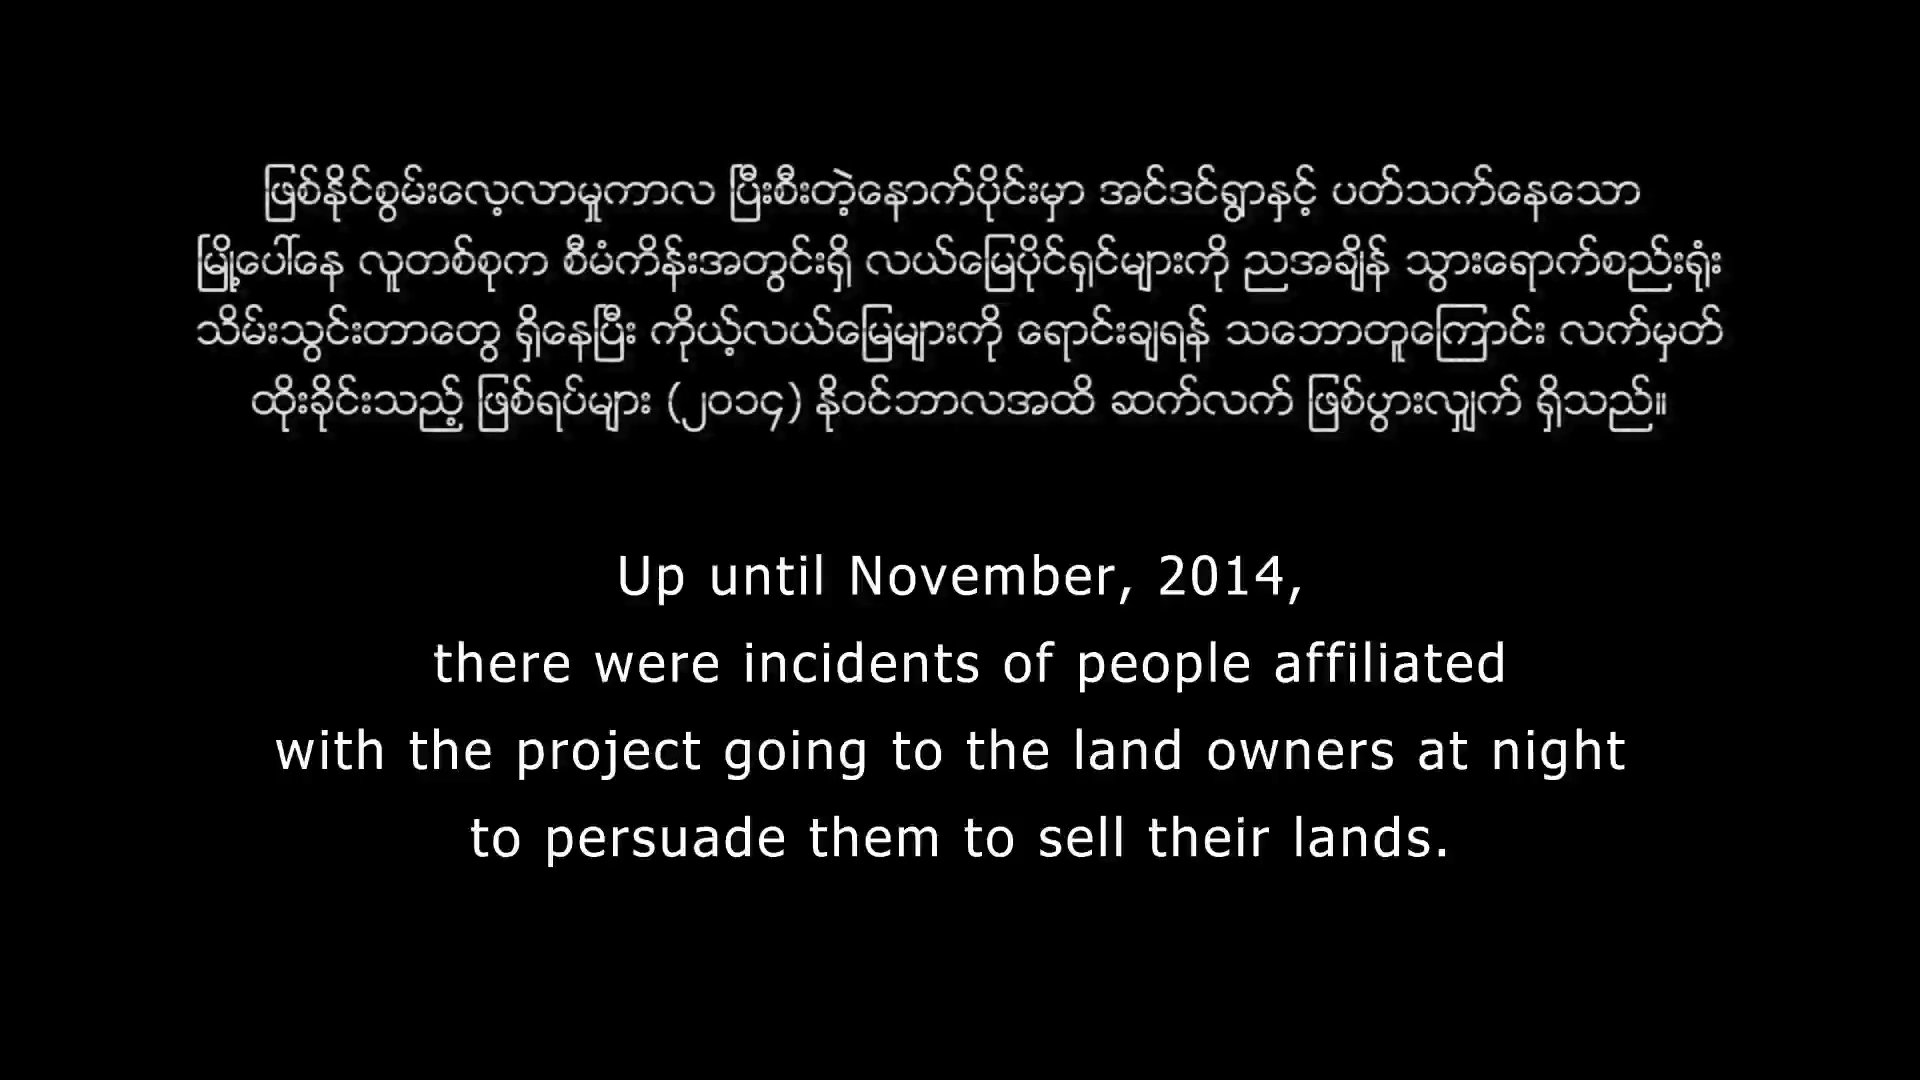 ဖြစ်နိုင်စွမ်းလေ့လာမှုကာလ ပြီးစီးတဲ့နောက်ပိုင်းမှာ အင်ဒင်ရွာနှင့် ပတ်သက်နေသော
မြို့ပေါ်နေ လူတစ်စုက စီမံကိန်းအတွင်းရှိ လယ်မြေပိုင်ရှင်များကို ညအချိန် သွားရောက်စည်းရုံး
သိမ်းသွင်းတာတွေ ရှိနေပြီး ကိုယ့်လယ်မြေများကို ရောင်းချရန် သဘောတူကြောင်း လက်မှတ်
ထိုးခိုင်းသည့် ဖြစ်ရပ်များ (၂၀၁၄) နိုဝင်ဘာလအထိ ဆက်လက် ဖြစ်ပွားလျှက် ရှိသည်။
Up until November, 2014,
there were incidents of people affiliated
with the project going to the land owners at night
to persuade them to sell their lands.